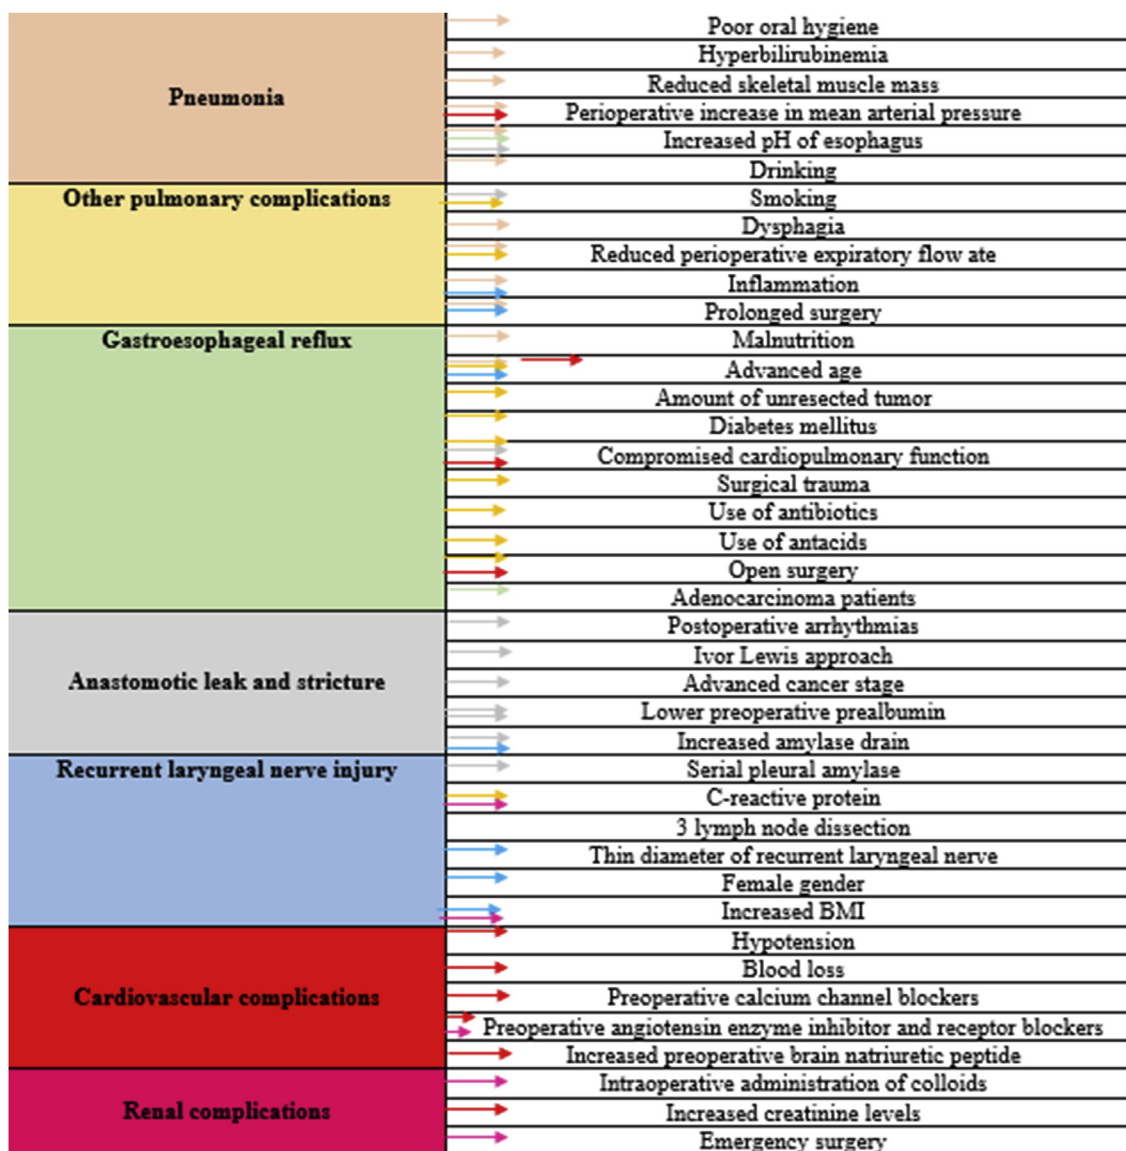 Pneumonia
Poor oral hygiene
Hyperbilirubinemia
Reduced skeletal muscle mass
Perioperative increase in mean arterial pressure
Increased pH of esophagus
Drinking
Other pulmonary complications
Smoking
Dysphagia
Reduced perioperative expiratory flow ate
Inflammation
Prolonged surgery
Gastroesophageal reflux
Malnutrition
Advanced age
Amount of unresected tumor
Diabetes mellitus
Compromised cardiopulmonary function
Surgical trauma
Use of antibiotics
Use of antacids
Open surgery
Adenocarcinoma patients
Anastomotic leak and stricture
Postoperative arrhythmias
Ivor Lewis approach
Advanced cancer stage
Lower preoperative prealbumin
Increased amylase drain
Recurrent laryngeal nerve injury
Serial pleural amylase
C-reactive protein
3 lymph node dissection
Thin diameter of recurrent laryngeal nerve
Female gender
Increased BMI
Cardiovascular complications
Hypotension
Blood loss
Preoperative calcium channel blockers
Preoperative angiotensin enzyme inhibitor and receptor blockers
Increased preoperative brain natriuretic peptide
Renal complications
Intraoperative administration of colloids
Increased creatinine levels
Emergency surgery